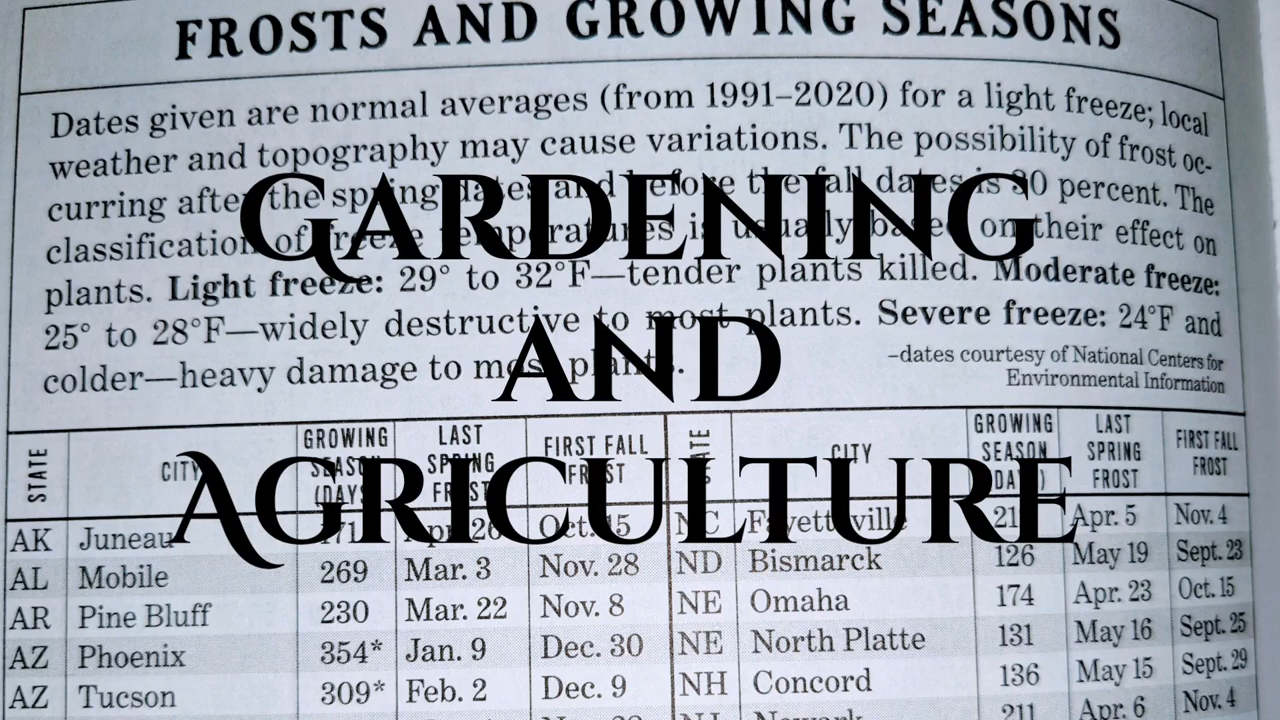 FROSTS AND GROWING SEASONS
Dates given are normal averages (from 1991–2020) for a light freeze; local
weather and topography may cause variations. The possibility of frost oc-
curring after the spring dates and before the fall dates is 30 percent. The
classification of freeze temperatures is usually based on their effect on
plants. Light freeze: 29° to 32°F—tender plants killed. Moderate freeze:
25° to 28°F—widely destructive to most plants. Severe freeze: 24°F and
colder—heavy damage to most plants.
–dates courtesy of National Centers for
Environmental Information
GARDENING
AND
AGRICULTURE
STATE CITY GROWING SEASON (DAYS) LAST SPRING FROST FIRST FALL FROST STATE CITY GROWING SEASON (DAYS) LAST SPRING FROST FIRST FALL FROST
AK Juneau 171 Apr. 26 Oct. 15 NC Fayetteville Apr. 5 Nov. 4
AL Mobile 269 Mar. 3 Nov. 28 ND Bismarck 126 May 19 Sept. 23
AR Pine Bluff 230 Mar. 22 Nov. 8 NE Omaha 174 Apr. 23 Oct. 15
AZ Phoenix 354* Jan. 9 Dec. 30 NE North Platte 131 May 16 Sept. 25
AZ Tucson 309* Feb. 2 Dec. 9 NH Concord 136 May 15 Sept. 29
Newark 211 Apr. 6 Nov. 4